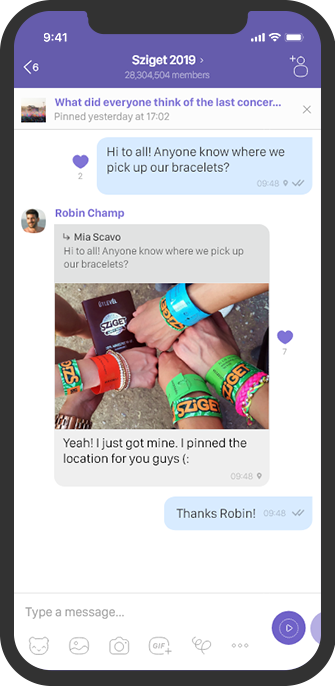 9:41
6
Sziget 2019 ›
28,304,504 members
What did everyone think of the last concer...
Pinned yesterday at 17:02
Hi to all! Anyone know where we
pick up our bracelets?
09:48
2
Robin Champ
Mia Scavo
Hi to all! Anyone know where we pick up
our bracelets?
SZIGET
SZIGET
SZIGET
7
Yeah! I just got mine. I pinned the
location for you guys (:
09:48
Thanks Robin!
09:48
Type a message...
GIF